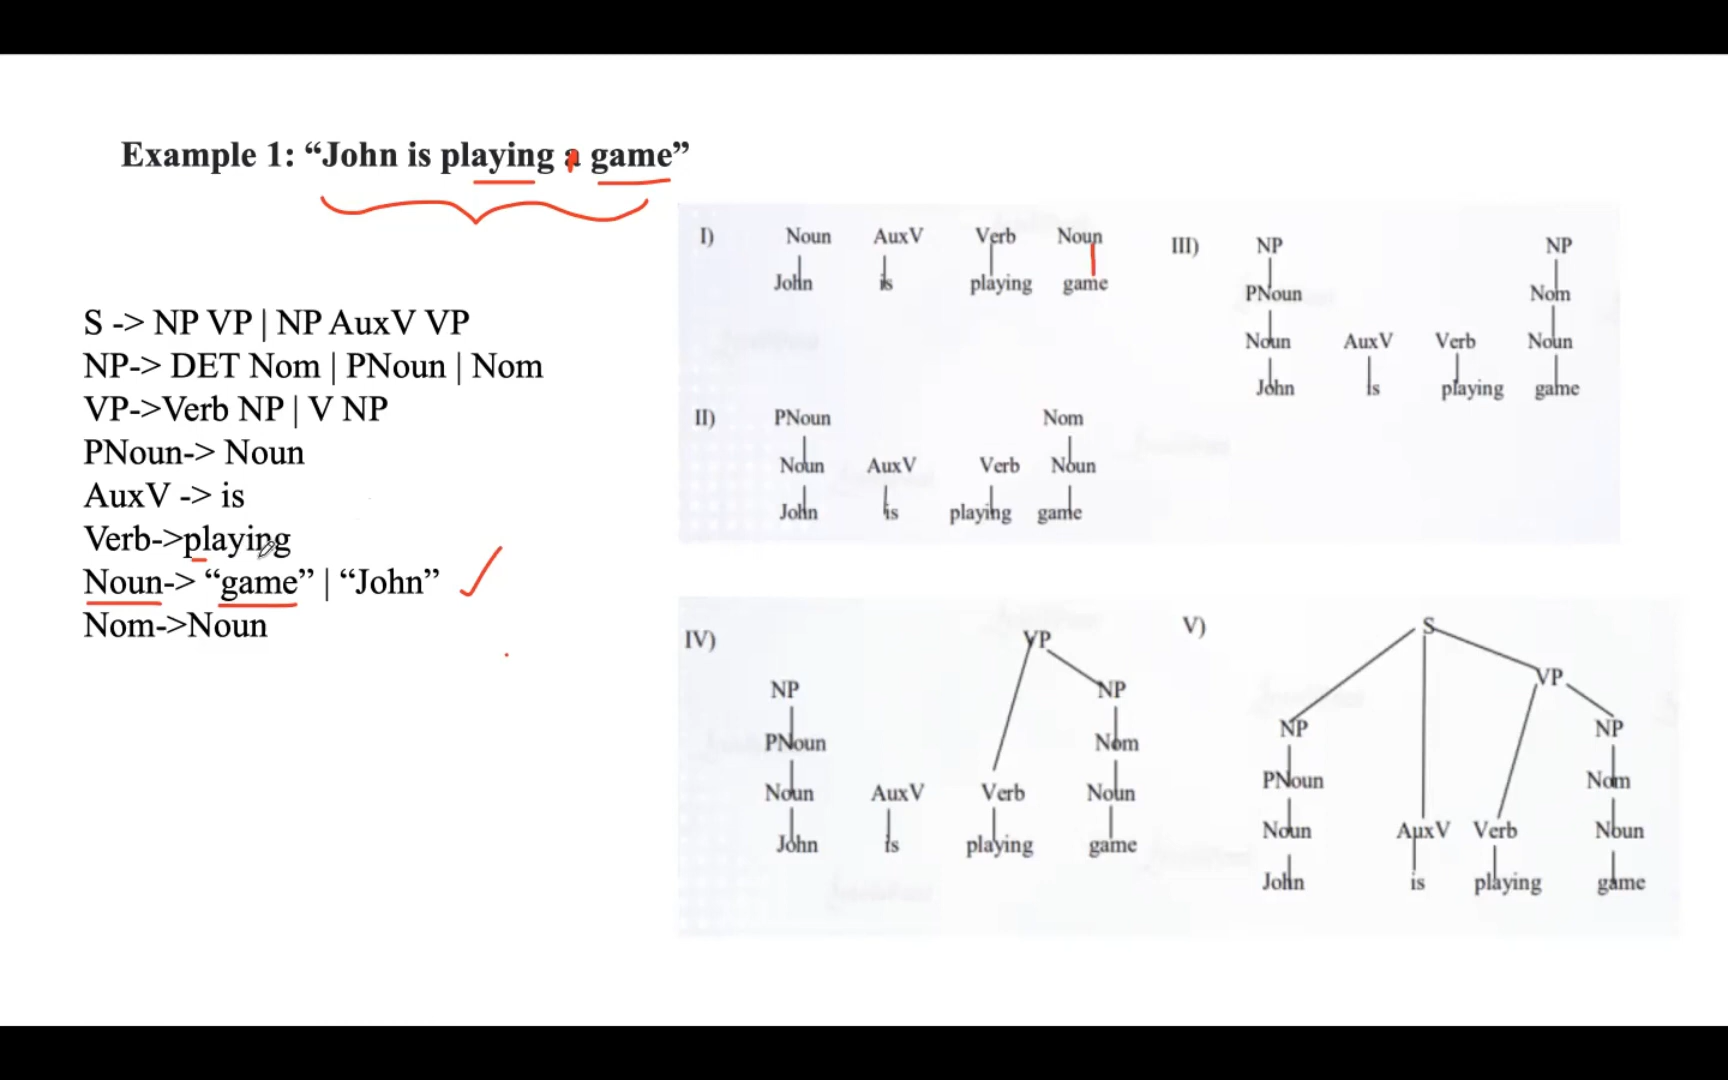 Example 1: “John is playing a game”
S -> NP VP | NP AuxV VP
NP-> DET Nom | PNoun | Nom
VP->Verb NP | V NP
PNoun-> Noun
AuxV -> is
Verb->playing
Noun-> “game” | “John”
Nom->Noun
I)
Noun AuxV Verb Noun
John is playing game
II)
PNoun Nom
Noun AuxV Verb Noun
John is playing game
III)
NP NP
PNoun Nom
Noun AuxV Verb Noun
John is playing game
IV)
VP
NP NP
PNoun Nom
Noun AuxV Verb Noun
John is playing game
V)
S
VP
NP NP
PNoun Nom
Noun AuxV Verb Noun
John is playing game